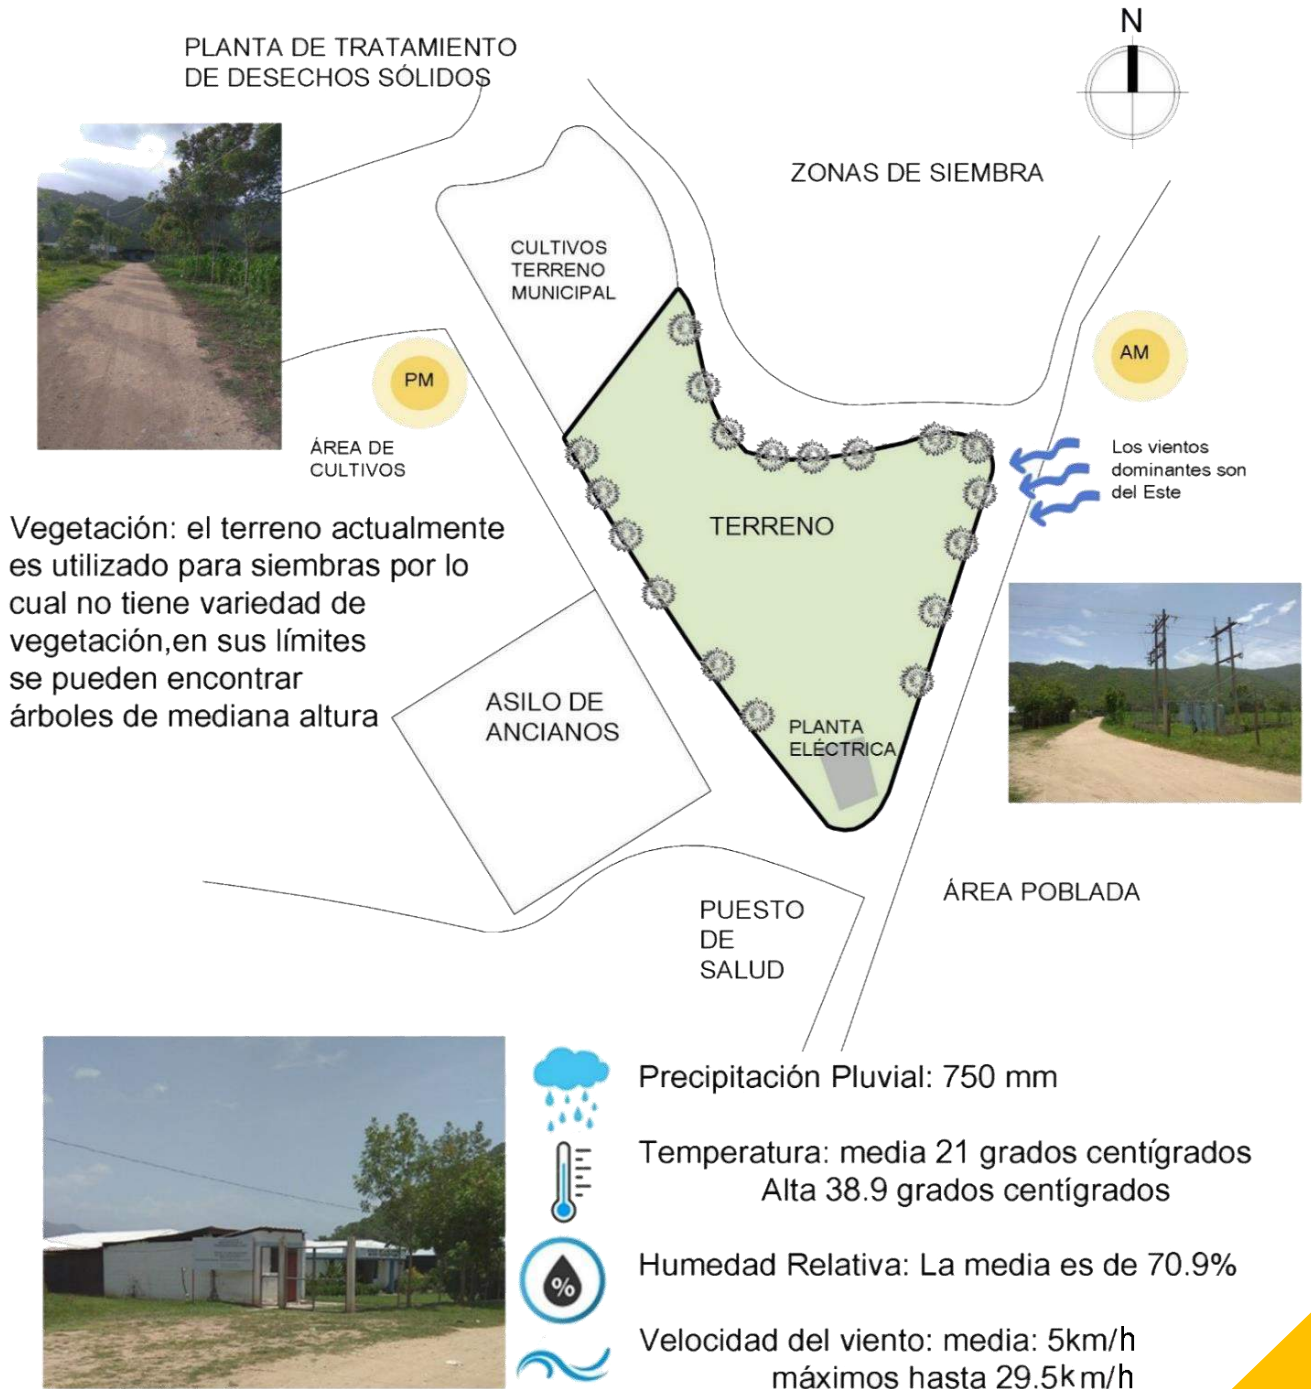 N
PLANTA DE TRATAMIENTO
DE DESECHOS SÓLIDOS
ZONAS DE SIEMBRA
CULTIVOS
TERRENO
MUNICIPAL
PM
AM
ÁREA DE
CULTIVOS
Los vientos
dominantes son
del Este
Vegetación: el terreno actualmente
es utilizado para siembras por lo
cual no tiene variedad de
vegetación,en sus límites
se pueden encontrar
árboles de mediana altura
TERRENO
ASILO DE
ANCIANOS
PLANTA
ELÉCTRICA
ÁREA POBLADA
PUESTO
DE
SALUD
Precipitación Pluvial: 750 mm
Temperatura: media 21 grados centígrados
Alta 38.9 grados centígrados
%
Humedad Relativa: La media es de 70.9%
Velocidad del viento: media: 5km/h
máximos hasta 29.5km/h